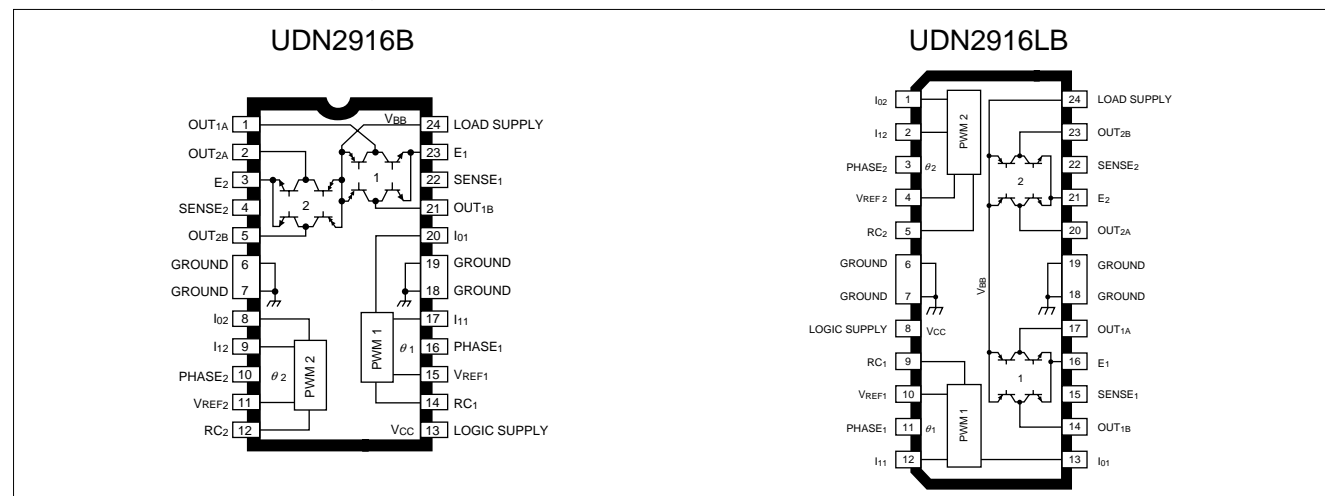 UDN2916B
OUT1A 1
OUT2A 2
E2 3
SENSE2 4
OUT2B 5
GROUND 6
GROUND 7
I02 8
I12 9
PHASE2 10
VREF2 11
RC2 12
VBB
24 LOAD SUPPLY
23 E1
22 SENSE1
21 OUT1B
20 I01
19 GROUND
18 GROUND
17 I11
16 PHASE1
15 VREF1
14 RC1
VCC 13 LOGIC SUPPLY
1
2
PWM 1
θ1
θ2
PWM 2
UDN2916LB
I02 1
I12 2
PHASE2 3 θ2
VREF 2 4
RC2 5
GROUND 6
GROUND 7
LOGIC SUPPLY 8 VCC
RC1 9
VREF1 10
PHASE1 11 θ1
I11 12
PWM 2
VBB
2
1
PWM 1
24 LOAD SUPPLY
23 OUT2B
22 SENSE2
21 E2
20 OUT2A
19 GROUND
18 GROUND
17 OUT1A
16 E1
15 SENSE1
14 OUT1B
13 I01